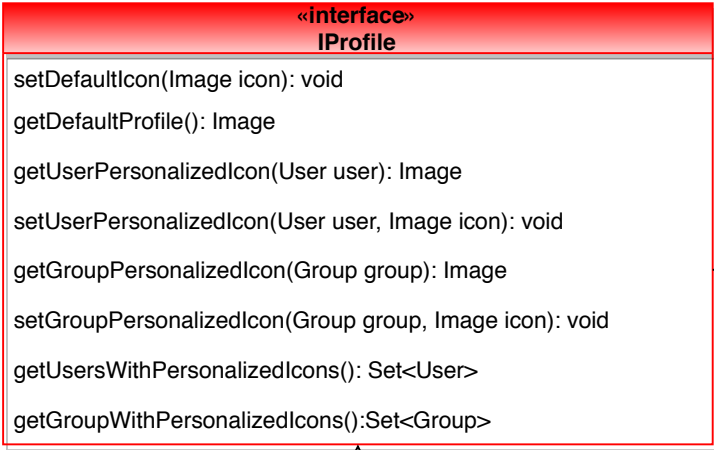 «interface»
IProfile
setDefaultIcon(Image icon): void
getDefaultProfile(): Image
getUserPersonalizedIcon(User user): Image
setUserPersonalizedIcon(User user, Image icon): void
getGroupPersonalizedIcon(Group group): Image
setGroupPersonalizedIcon(Group group, Image icon): void
getUsersWithPersonalizedIcons(): Set<User>
getGroupWithPersonalizedIcons():Set<Group>